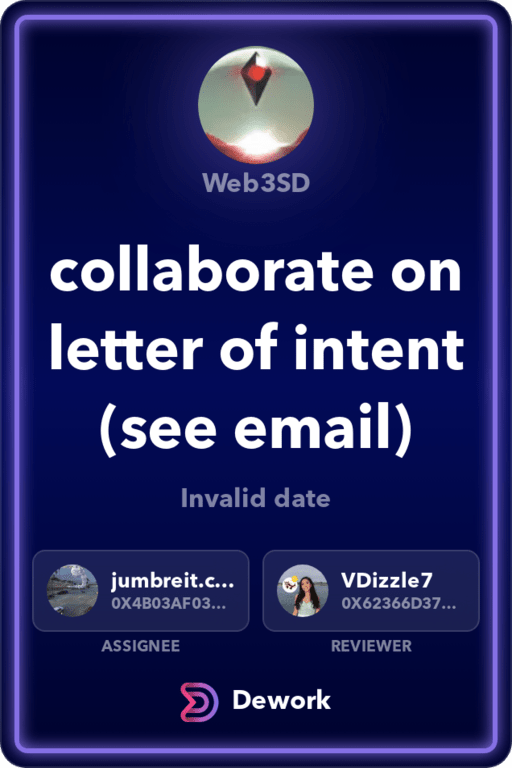 Web3SD
collaborate on
letter of intent
(see email)
Invalid date
jumbreit.c...
0X4B03AF03...
ASSIGNEE
VDizzle7
0X62366D37...
REVIEWER
Dework